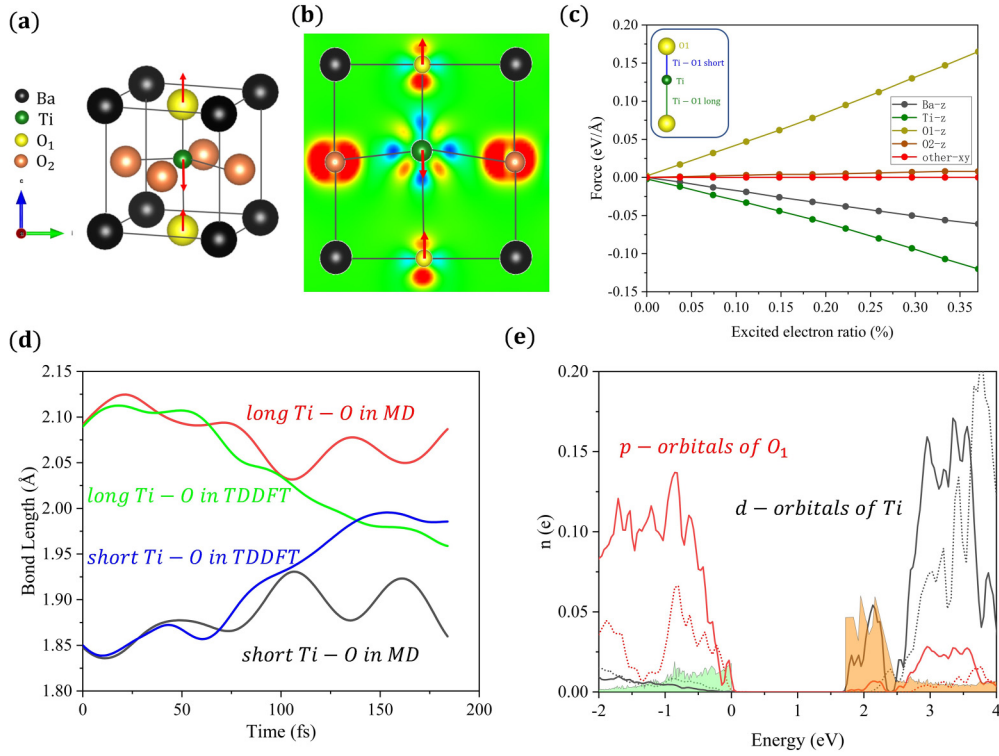 (a)
Ba
Ti
O₁
O₂
c
(b)
(c)
Force (eV/Å)
0.20
0.15
0.10
0.05
0.00
-0.05
-0.10
-0.15
O1
Ti − O1 short
Ti
Ti − O1 long
Ba-z
Ti-z
O1-z
O2-z
other-xy
0.00 0.05 0.10 0.15 0.20 0.25 0.30 0.35
Excited electron ratio (%)
(d)
Bond Length (Å)
2.15
2.10
2.05
2.00
1.95
1.90
1.85
1.80
long Ti − O in MD
long Ti − O in TDDFT
short Ti − O in TDDFT
short Ti − O in MD
0 50 100 150 200
Time (fs)
(e)
n (e)
0.20
0.15
0.10
0.05
0.00
p − orbitals of O₁
d − orbitals of Ti
-2 -1 0 1 2 3 4
Energy (eV)